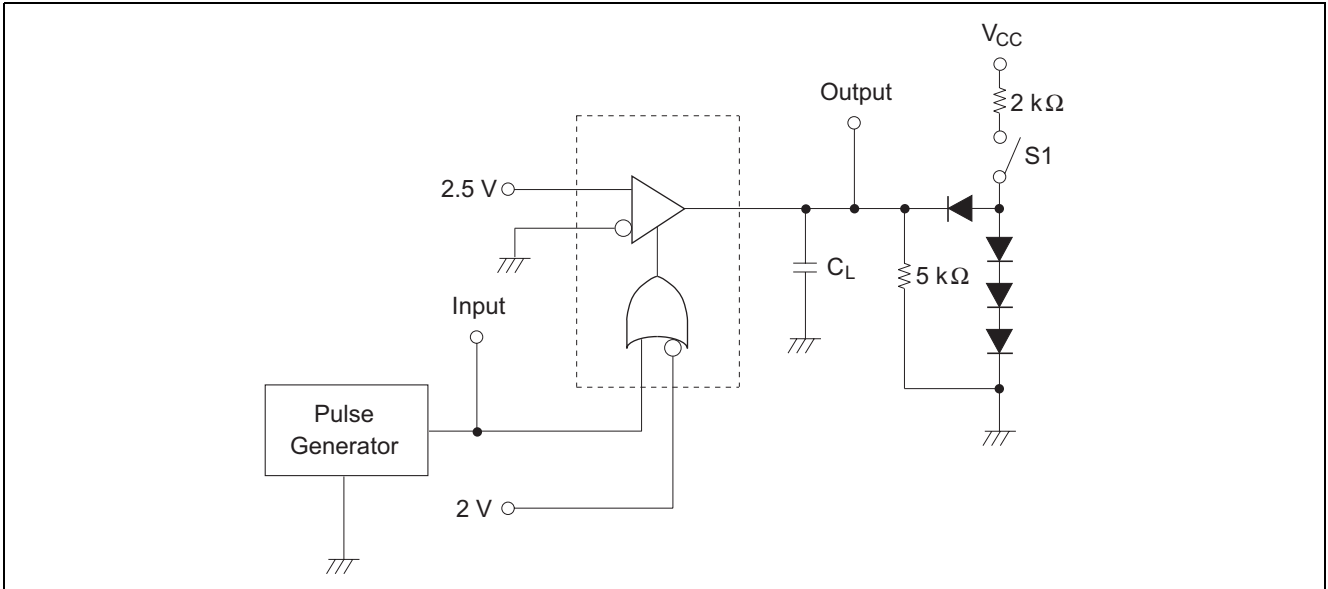 VCC
2 kΩ
Output
S1
2.5 V
CL
5 kΩ
Input
Pulse
Generator
2 V